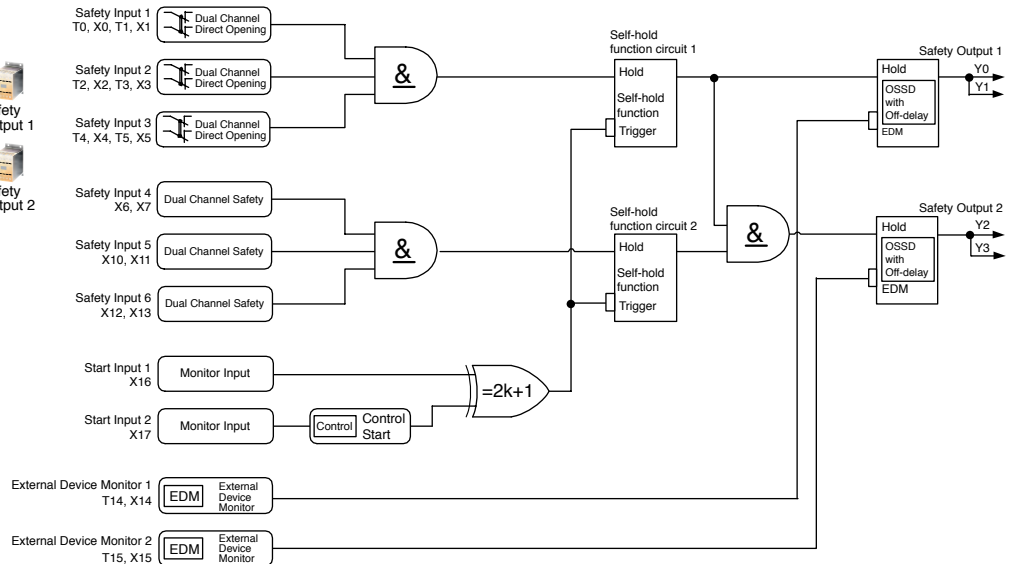 Safety Input 1
T0, X0, T1, X1
Dual Channel
Direct Opening
Safety Input 2
T2, X2, T3, X3
Dual Channel
Direct Opening
Safety Input 3
T4, X4, T5, X5
Dual Channel
Direct Opening
&
Self-hold
function circuit 1
Hold
Self-hold
function
Trigger
Safety Output 1
Hold
OSSD
with
Off-delay
EDM
Y0
Y1
tput 1
tput 2
Safety Input 4
X6, X7
Dual Channel Safety
Safety Input 5
X10, X11
Dual Channel Safety
Safety Input 6
X12, X13
Dual Channel Safety
&
Self-hold
function circuit 2
Hold
Self-hold
function
Trigger
&
Safety Output 2
Hold
OSSD
with
Off-delay
EDM
Y2
Y3
Start Input 1
X16
Monitor Input
Start Input 2
X17
Monitor Input
Control
Control
Start
=2k+1
External Device Monitor 1
T14, X14
EDM
External
Device
Monitor
External Device Monitor 2
T15, X15
EDM
External
Device
Monitor